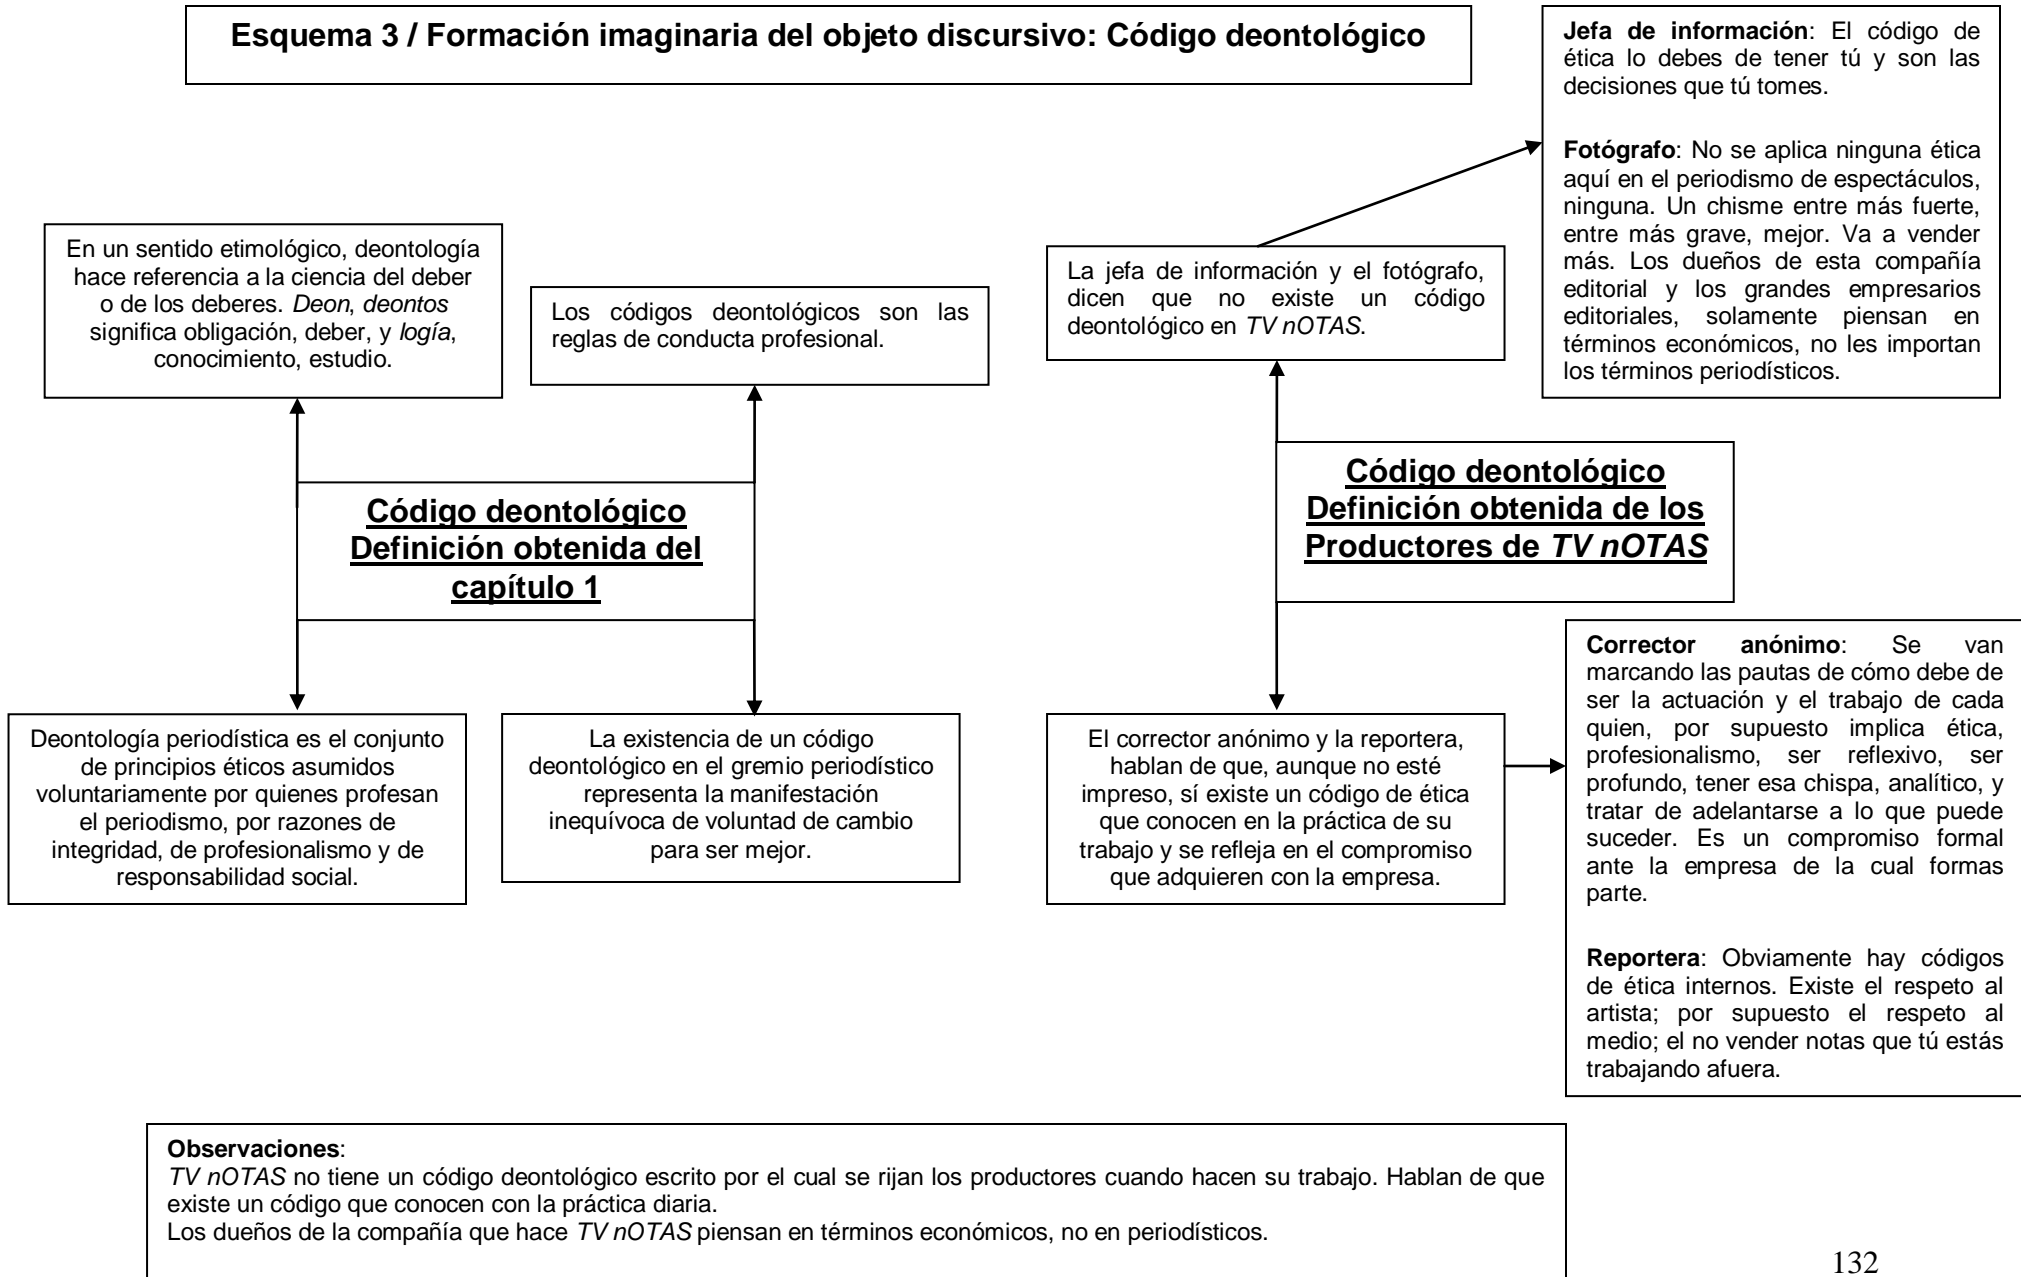 Esquema 3 / Formación imaginaria del objeto discursivo: Código deontológico
Jefa de información: El código de
ética lo debes de tener tú y son las
decisiones que tú tomes.
Fotógrafo: No se aplica ninguna ética
aquí en el periodismo de espectáculos,
ninguna. Un chisme entre más fuerte,
entre más grave, mejor. Va a vender
más. Los dueños de esta compañía
editorial y los grandes empresarios
editoriales, solamente piensan en
términos económicos, no les importan
los términos periodísticos.
En un sentido etimológico, deontología
hace referencia a la ciencia del deber
o de los deberes. Deon, deontos
significa obligación, deber, y logía,
conocimiento, estudio.
Los códigos deontológicos son las
reglas de conducta profesional.
La jefa de información y el fotógrafo,
dicen que no existe un código
deontológico en TV nOTAS.
Código deontológico
Definición obtenida del
capítulo 1
Código deontológico
Definición obtenida de los
Productores de TV nOTAS
Deontología periodística es el conjunto
de principios éticos asumidos
voluntariamente por quienes profesan
el periodismo, por razones de
integridad, de profesionalismo y de
responsabilidad social.
La existencia de un código
deontológico en el gremio periodístico
representa la manifestación
inequívoca de voluntad de cambio
para ser mejor.
El corrector anónimo y la reportera,
hablan de que, aunque no esté
impreso, sí existe un código de ética
que conocen en la práctica de su
trabajo y se refleja en el compromiso
que adquieren con la empresa.
Corrector anónimo: Se van
marcando las pautas de cómo debe de
ser la actuación y el trabajo de cada
quien, por supuesto implica ética,
profesionalismo, ser reflexivo, ser
profundo, tener esa chispa, analítico, y
tratar de adelantarse a lo que puede
suceder. Es un compromiso formal
ante la empresa de la cual formas
parte.
Reportera: Obviamente hay códigos
de ética internos. Existe el respeto al
artista; por supuesto el respeto al
medio; el no vender notas que tú estás
trabajando afuera.
Observaciones:
TV nOTAS no tiene un código deontológico escrito por el cual se rijan los productores cuando hacen su trabajo. Hablan de que
existe un código que conocen con la práctica diaria.
Los dueños de la compañía que hace TV nOTAS piensan en términos económicos, no en periodísticos.
132